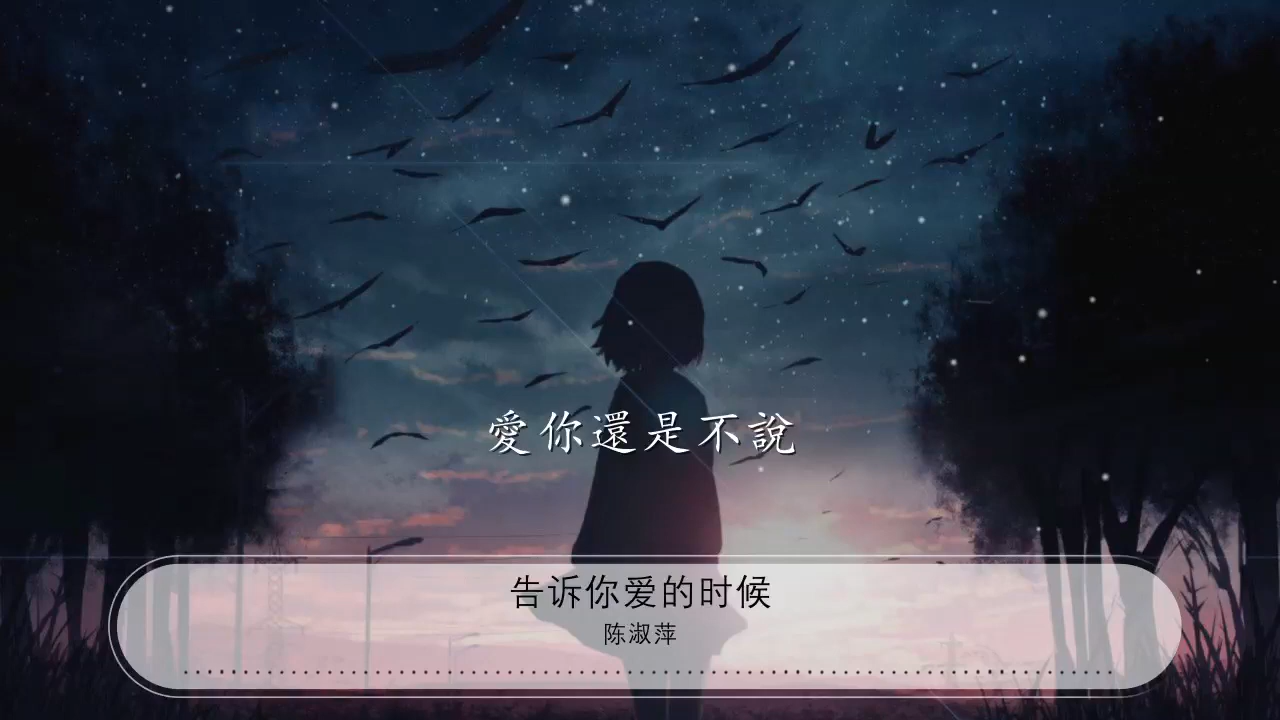 愛你還是不說
告诉你爱的时候
陈淑萍